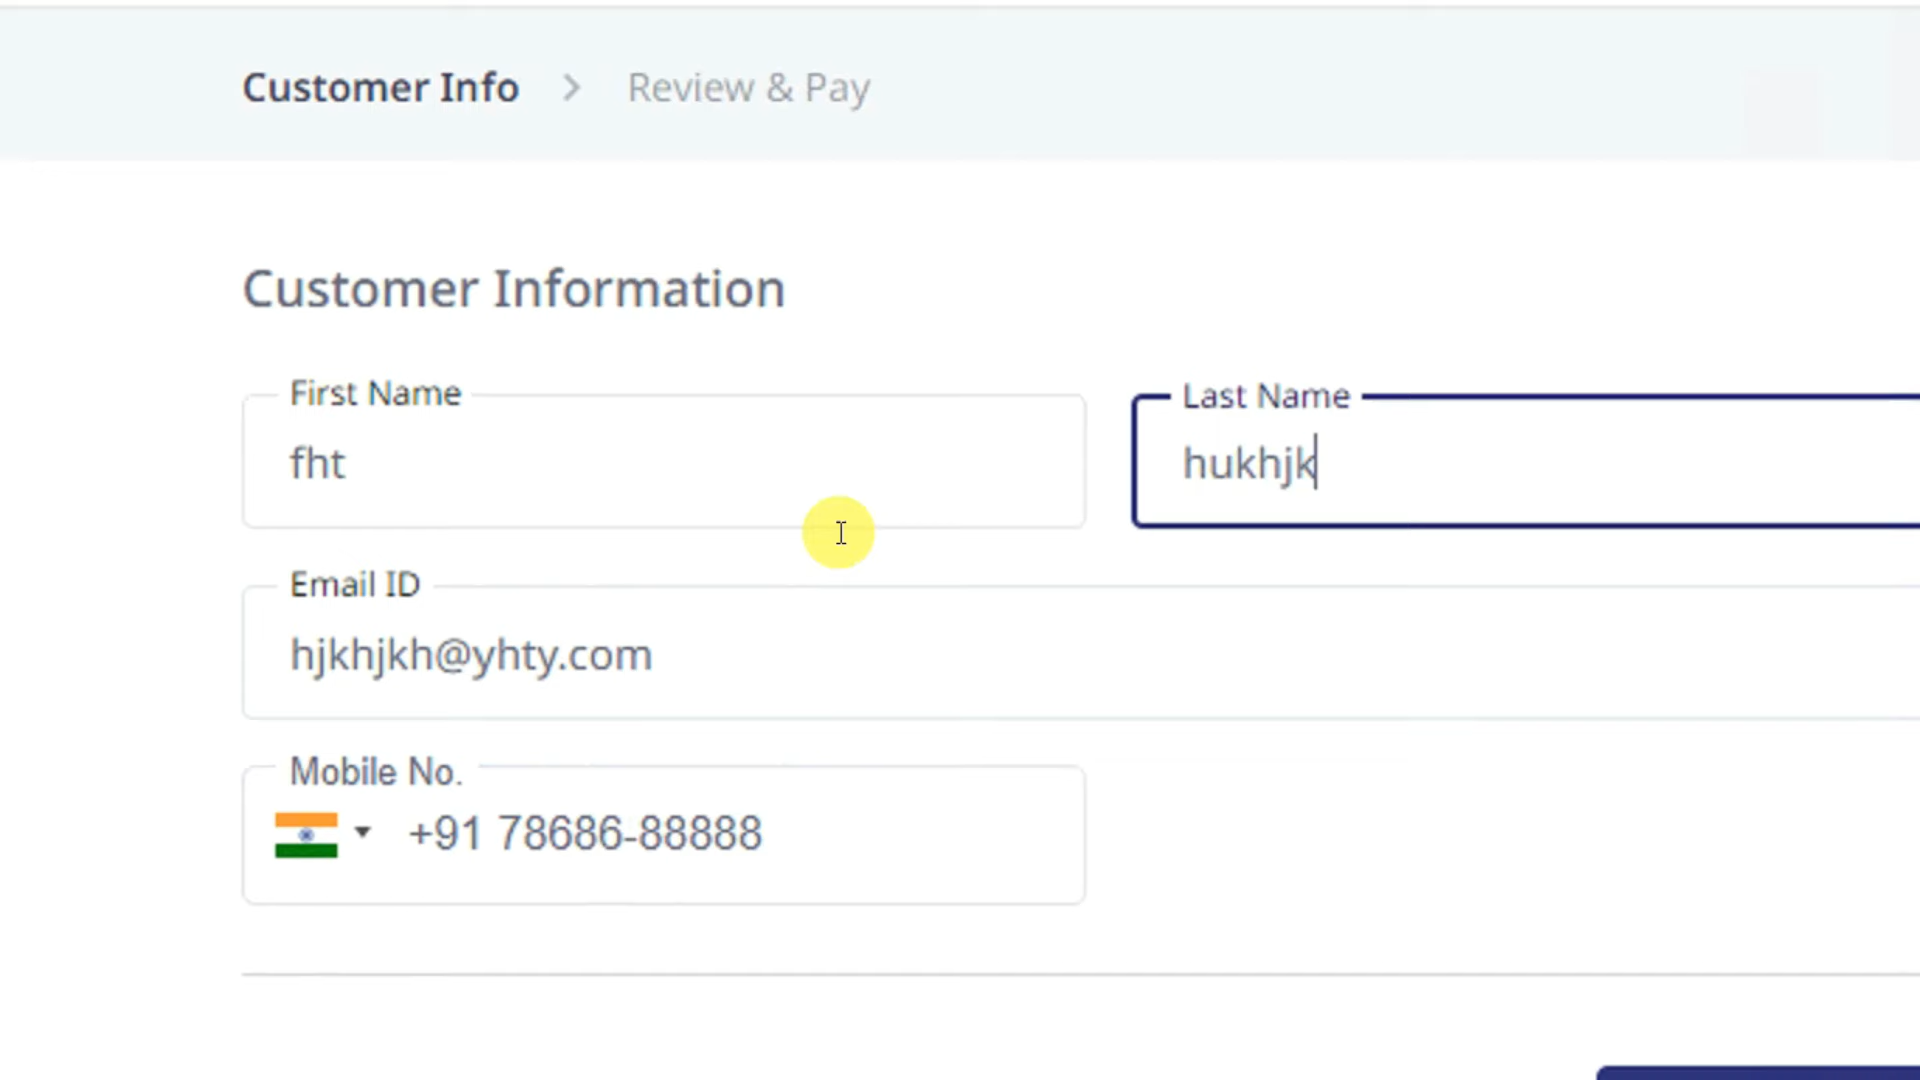 Customer Info > Review & Pay
Customer Information
First Name
fht
Last Name
hukhjk
Email ID
hjkhjkh@yhty.com
Mobile No.
+91 78686-88888